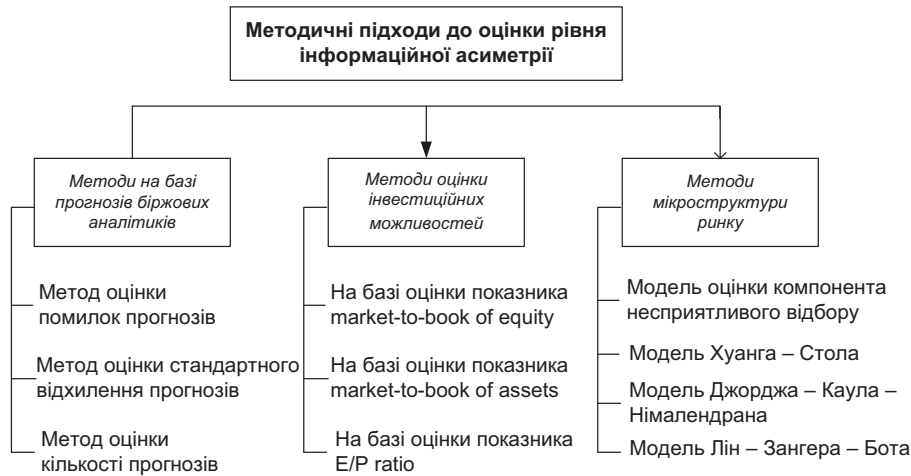 Методичні підходи до оцінки рівня
інформаційної асиметрії
Методи на базі
прогнозів біржових
аналітиків
Метод оцінки
помилок прогнозів
Метод оцінки стандартного
відхилення прогнозів
Метод оцінки
кількості прогнозів
Методи оцінки
інвестиційних
можливостей
На базі оцінки показника
market-to-book of equity
На базі оцінки показника
market-to-book of assets
На базі оцінки показника
E/P ratio
Методи
мікроструктури
ринку
Модель оцінки компонента
несприятливого відбору
Модель Хуанга – Стола
Модель Джорджа – Каула –
Німалендрана
Модель Лін – Зангера – Бота